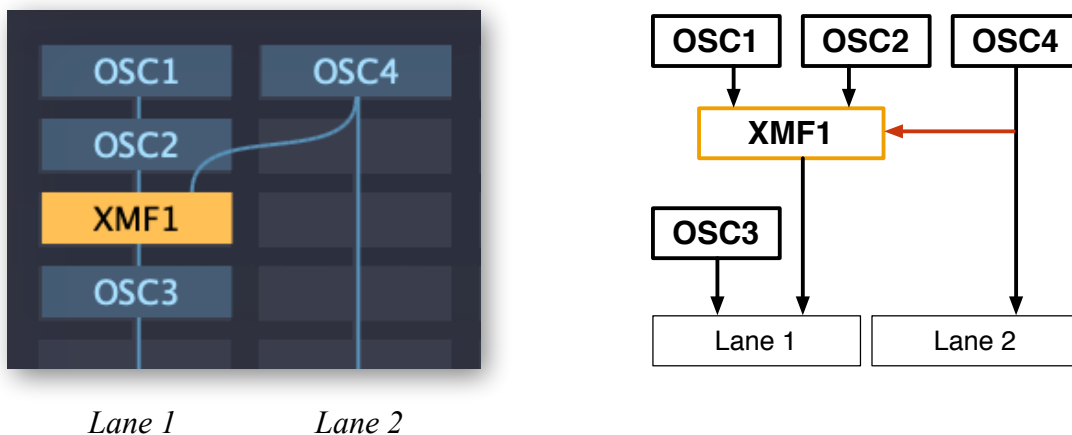 OSC1
OSC4
OSC2
XMF1
OSC3
Lane 1
Lane 2
OSC1
OSC2
OSC4
XMF1
OSC3
Lane 1
Lane 2